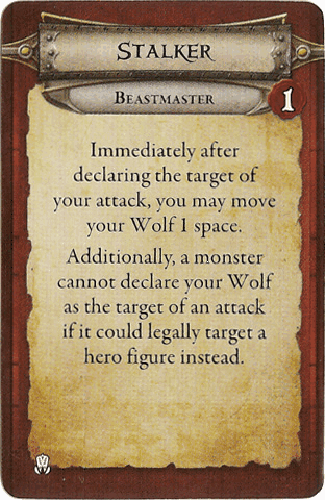 Stalker
Beastmaster
1
Immediately after
declaring the target of
your attack, you may move
your Wolf 1 space.
Additionally, a monster
cannot declare your Wolf
as the target of an attack
if it could legally target a
hero figure instead.